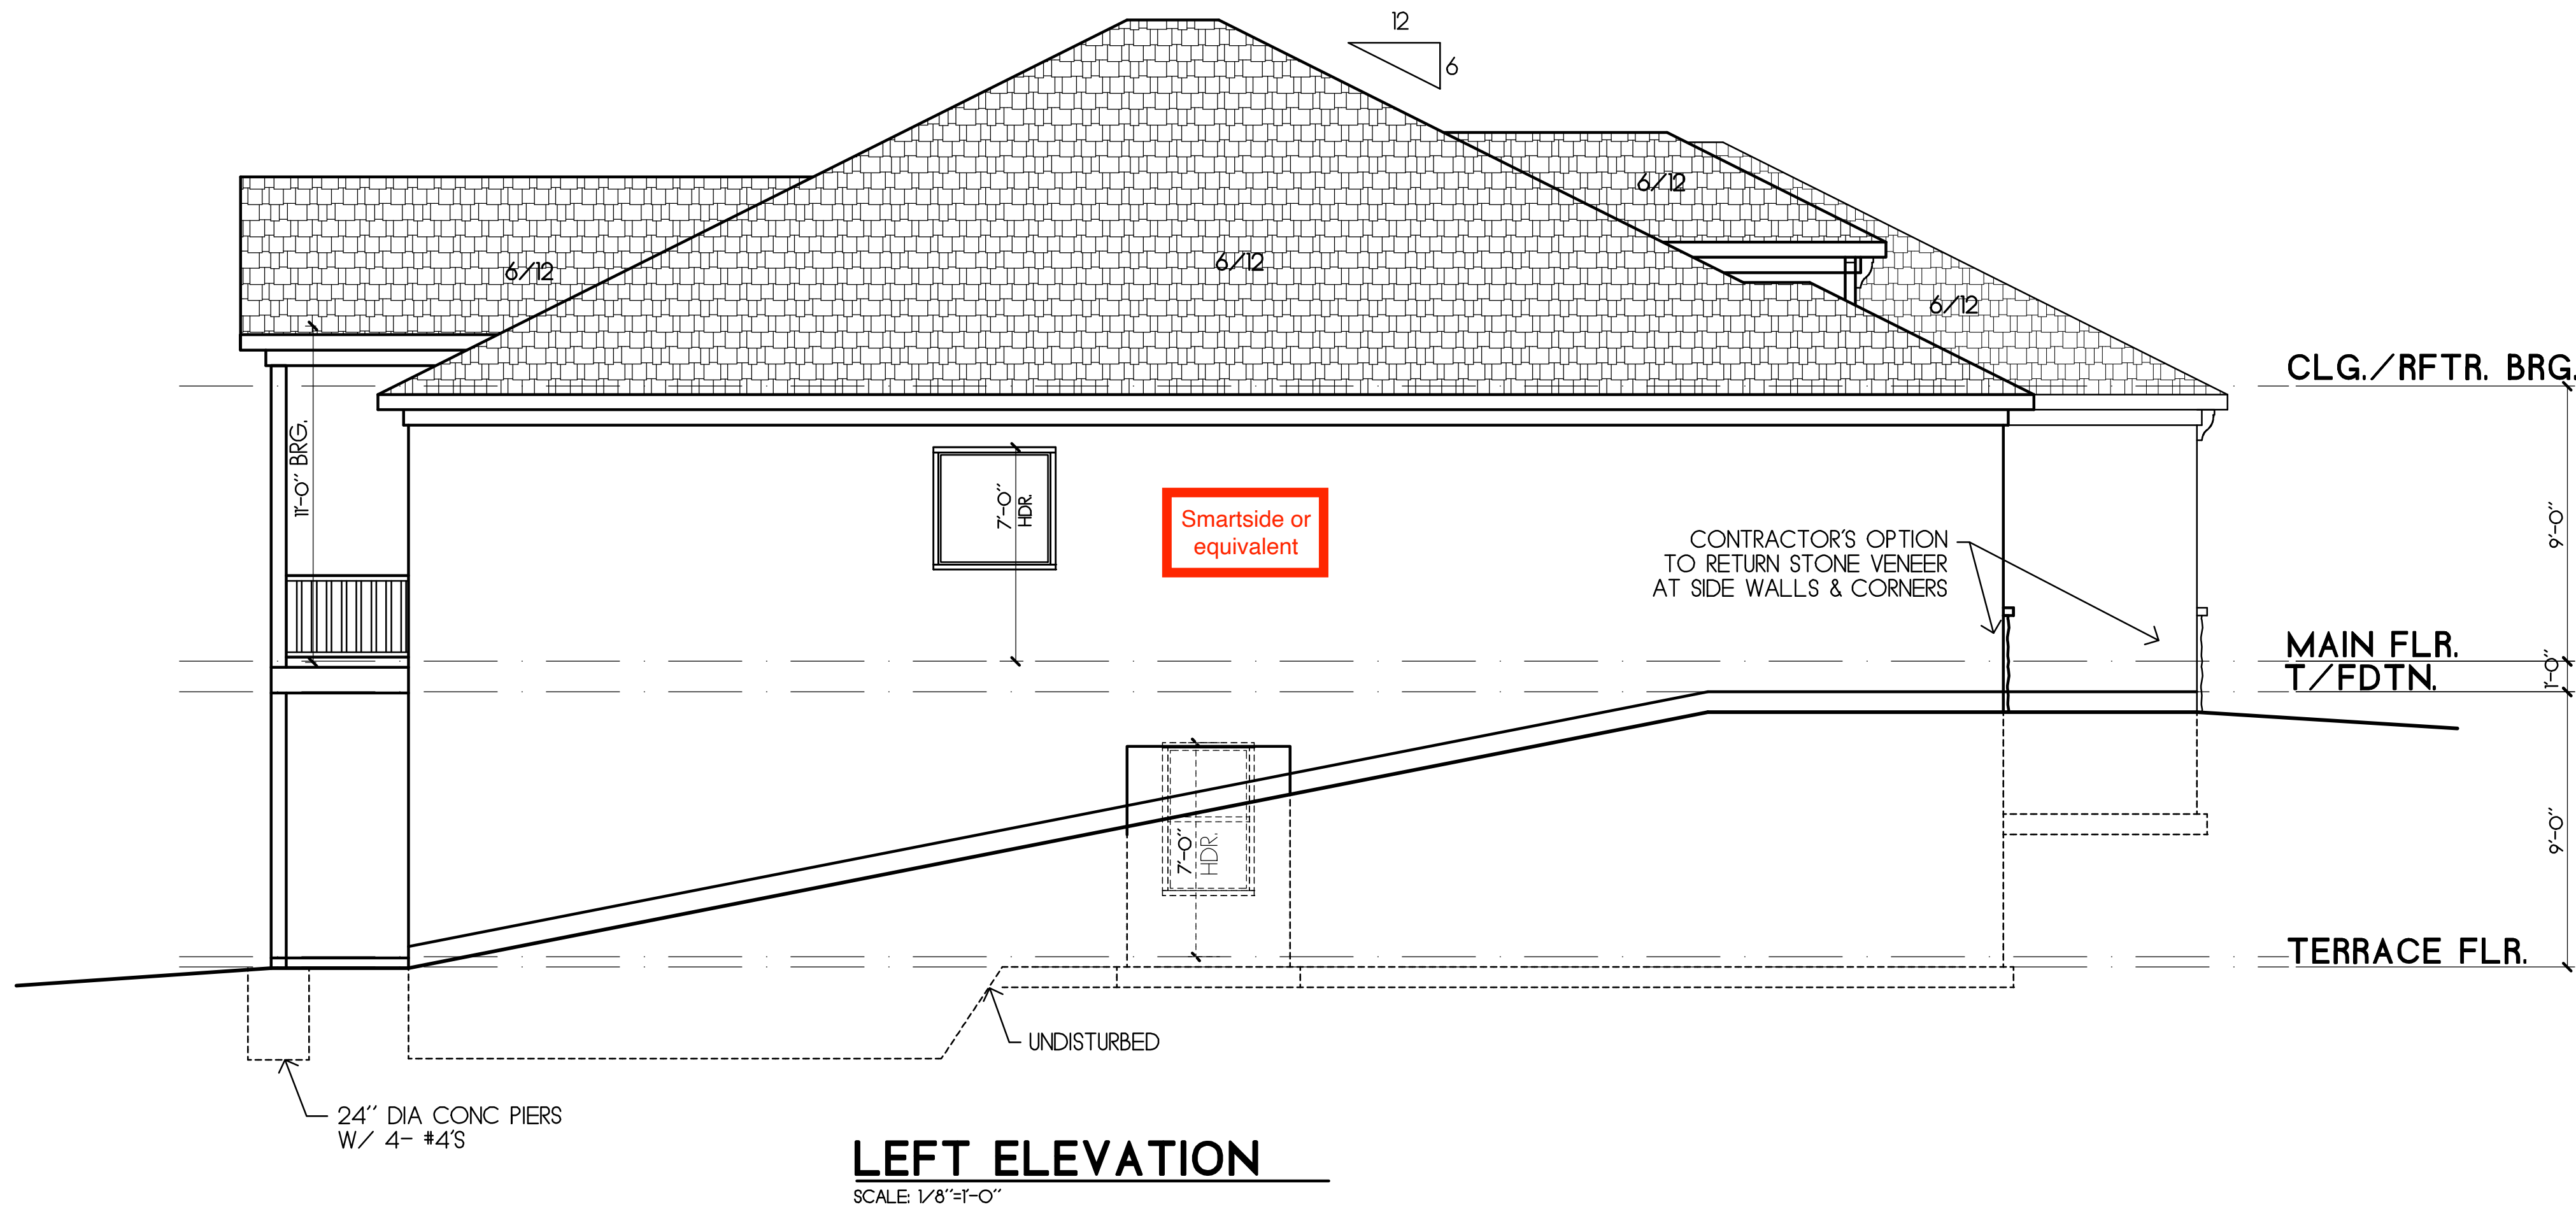 12
6
6/12
6/12
6/12
6/12
CLG./RFTR. BRG.
11'-0" BRG.
7'-0"
HDR.
Smartside or
equivalent
CONTRACTOR'S OPTION
TO RETURN STONE VENEER
AT SIDE WALLS & CORNERS
9'-0"
MAIN FLR.
T/FDTN.
1'-0"
7'-0"
HDR.
9'-0"
TERRACE FLR.
UNDISTURBED
24" DIA CONC PIERS
W/ 4- #4'S
LEFT ELEVATION
SCALE: 1/8"=1'-0"